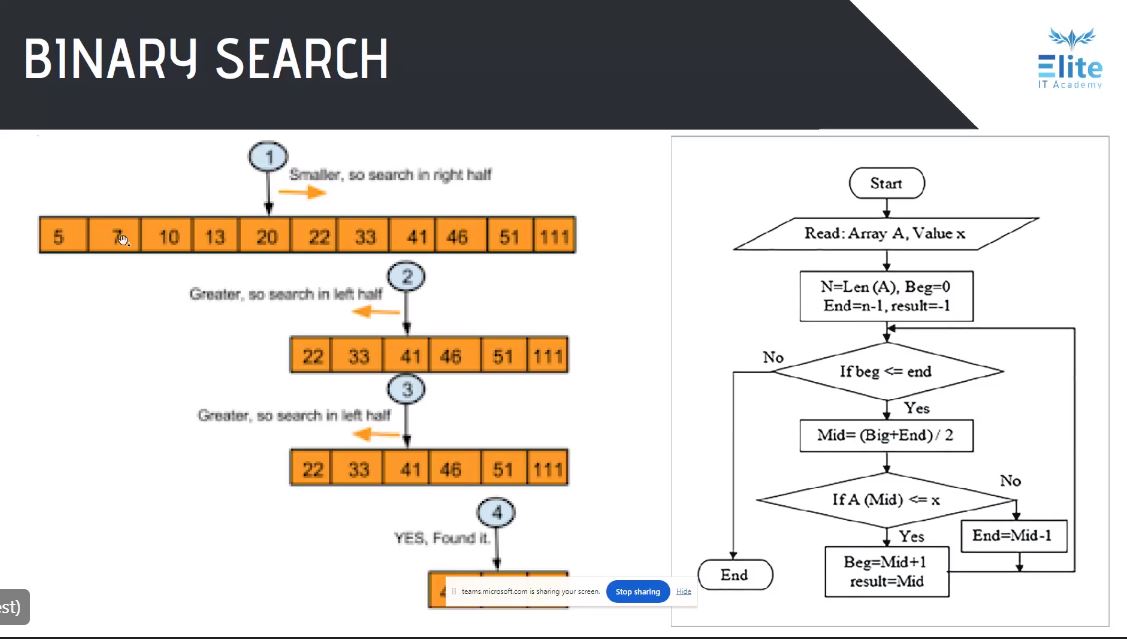 BINARY SEARCH
Elite
IT Academy
1
Smaller, so search in right half
5 7 10 13 20 22 33 41 46 51 111
2
Greater, so search in left half
22 33 41 46 51 111
3
Greater, so search in left half
22 33 41 46 51 111
4
YES, Found it.
teams.microsoft.com is sharing your screen. Stop sharing Hide
est)
Start
Read: Array A, Value x
N=Len (A), Beg=0
End=n-1, result=-1
No
If beg <= end
Yes
Mid= (Big+End) / 2
No
If A (Mid) <= x
Yes
End=Mid-1
Beg=Mid+1
result=Mid
End